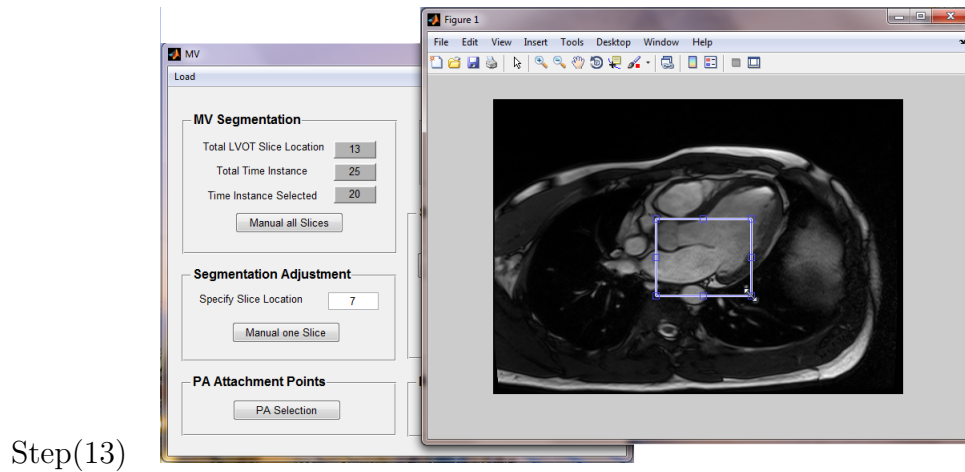 Figure 1
File Edit View Insert Tools Desktop Window Help
MV
Load
MV Segmentation
Total LVOT Slice Location 13
Total Time Instance 25
Time Instance Selected 20
Manual all Slices
Segmentation Adjustment
Specify Slice Location 7
Manual one Slice
PA Attachment Points
PA Selection
Step(13)